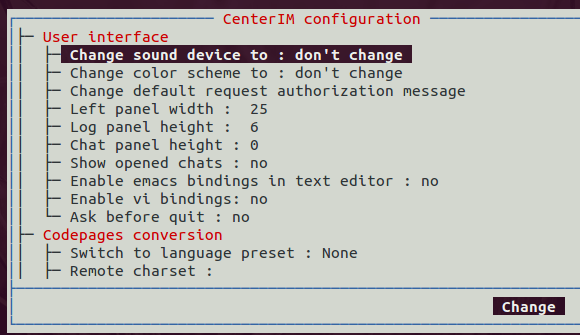 CenterIM configuration
User interface
Change sound device to : don't change
Change color scheme to : don't change
Change default request authorization message
Left panel width :  25
Log panel height :  6
Chat panel height : 0
Show opened chats : no
Enable emacs bindings in text editor : no
Enable vi bindings: no
Ask before quit : no
Codepages conversion
Switch to language preset : None
Remote charset :
Change